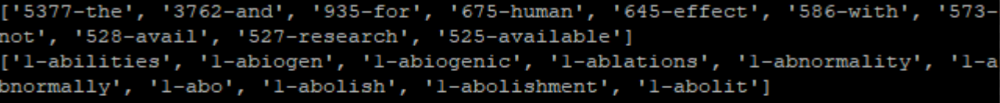 ['5377-the', '3762-and', '935-for', '675-human', '645-effect', '586-with', '573-
not', '528-avail', '527-research', '525-available']
['1-abilities', '1-abiogen', '1-abiogenic', '1-ablations', '1-abnormality', '1-a
bnormally', '1-abo', '1-abolish', '1-abolishment', '1-abolit']